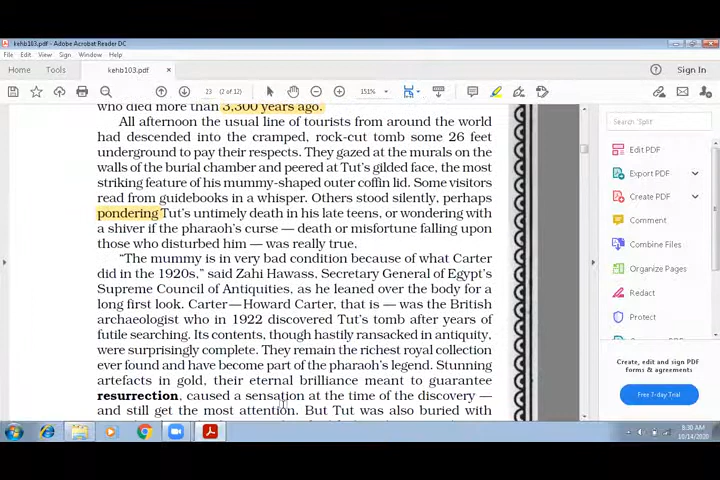 kehb103.pdf - Adobe Acrobat Reader DC
File Edit View Sign Window Help
Home Tools kehb103.pdf × Sign In
23 (2 of 12) 151%
who died more than 3,300 years ago.
All afternoon the usual line of tourists from around the world
had descended into the cramped, rock-cut tomb some 26 feet
underground to pay their respects. They gazed at the murals on the
walls of the burial chamber and peered at Tut's gilded face, the most
striking feature of his mummy-shaped outer coffin lid. Some visitors
read from guidebooks in a whisper. Others stood silently, perhaps
pondering Tut's untimely death in his late teens, or wondering with
a shiver if the pharaoh's curse — death or misfortune falling upon
those who disturbed him — was really true.
"The mummy is in very bad condition because of what Carter
did in the 1920s," said Zahi Hawass, Secretary General of Egypt's
Supreme Council of Antiquities, as he leaned over the body for a
long first look. Carter—Howard Carter, that is — was the British
archaeologist who in 1922 discovered Tut's tomb after years of
futile searching. Its contents, though hastily ransacked in antiquity,
were surprisingly complete. They remain the richest royal collection
ever found and have become part of the pharaoh's legend. Stunning
artefacts in gold, their eternal brilliance meant to guarantee
resurrection, caused a sensation at the time of the discovery —
and still get the most attention. But Tut was also buried with
Search 'Split'
Edit PDF
Export PDF
Create PDF
Comment
Combine Files
Organize Pages
Redact
Protect
Create, edit and sign PDF
forms & agreements
Free 7-day Trial
8:30 AM
10/14/2020